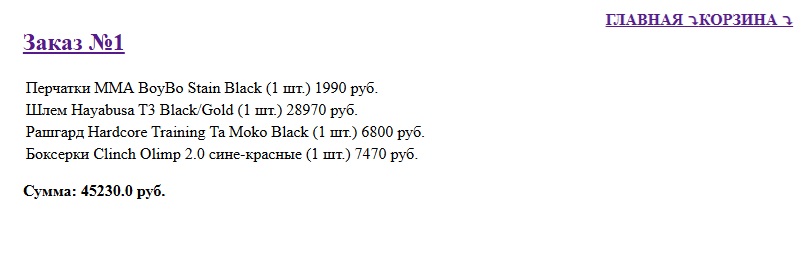 ГЛАВНАЯ ⤵КОРЗИНА ⤵
Заказ №1
Перчатки MMA BoyBo Stain Black (1 шт.) 1990 руб.
Шлем Hayabusa T3 Black/Gold (1 шт.) 28970 руб.
Рашгард Hardcore Training Ta Moko Black (1 шт.) 6800 руб.
Боксерки Clinch Olimp 2.0 сине-красные (1 шт.) 7470 руб.
Сумма: 45230.0 руб.